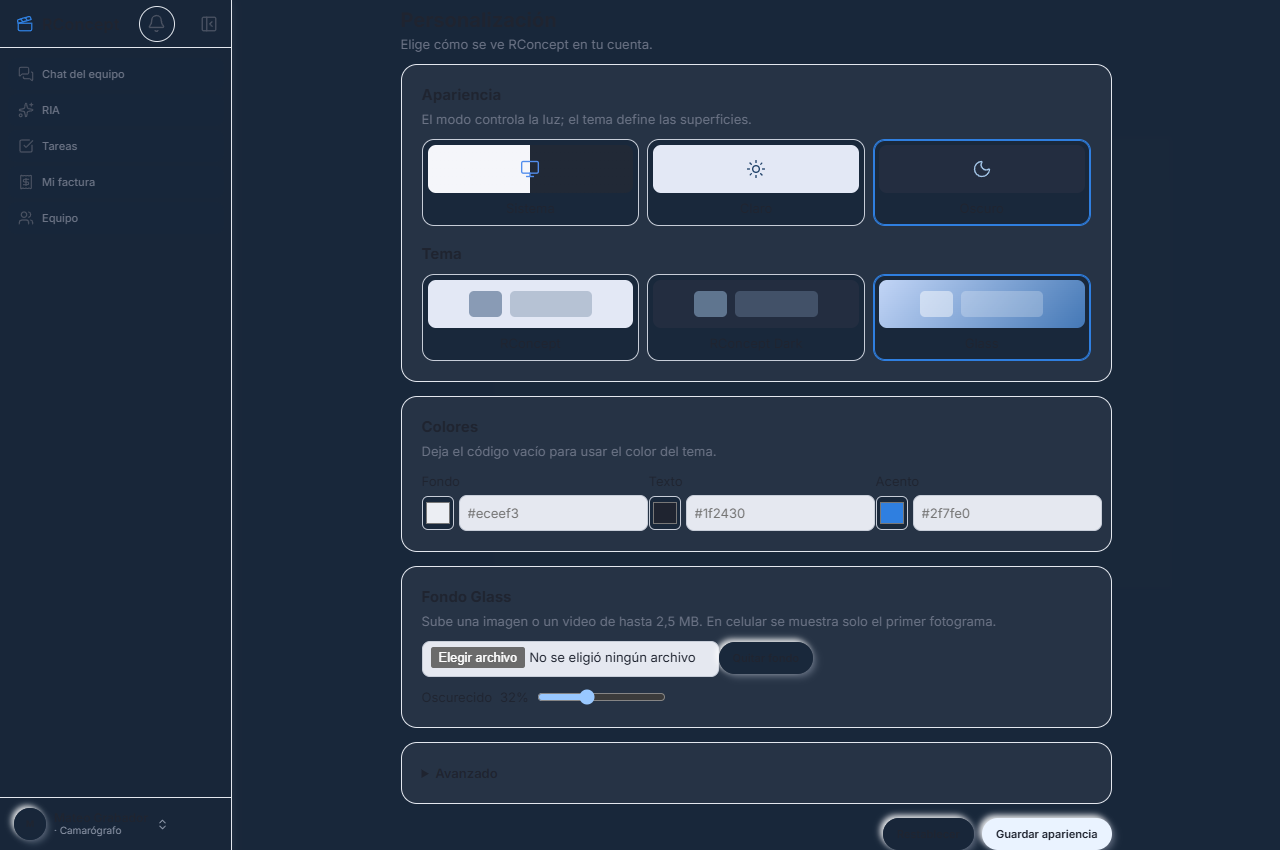 Elige cómo se ve RConcept en tu cuenta.
Chat del equipo
RIA
Tareas
Mi factura
Equipo
Apariencia
El modo controla la luz; el tema define las superficies.
Tema
Colores
Deja el código vacío para usar el color del tema.
Fondo Texto Acento
#eceef3 #1f2430 #2f7fe0
Fondo Glass
Sube una imagen o un video de hasta 2,5 MB. En celular se muestra solo el primer fotograma.
Elegir archivo No se eligió ningún archivo
Oscurecido 32%
▶ Avanzado
· Camarógrafo
Guardar apariencia